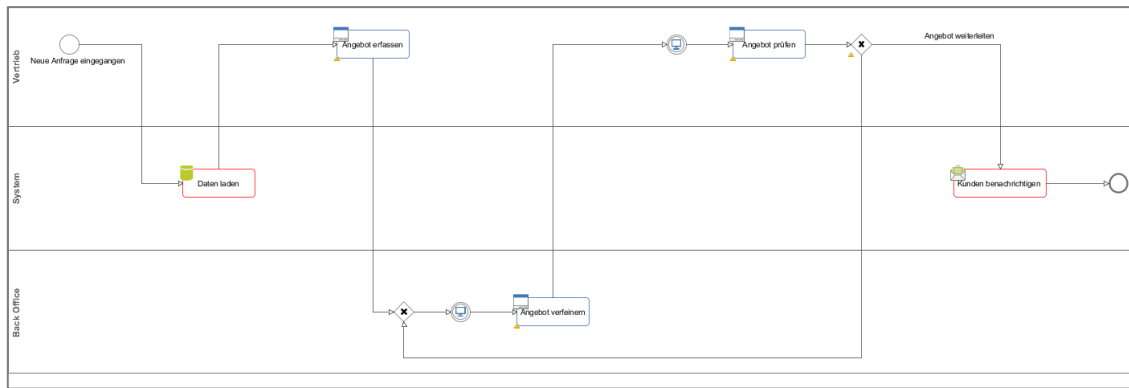 Vertrieb
Neue Anfrage eingegangen
Angebot erfassen
Angebot prüfen
Angebot weiterleiten
System
Daten laden
Kunden benachrichtigen
Back Office
Angebot verfeinern